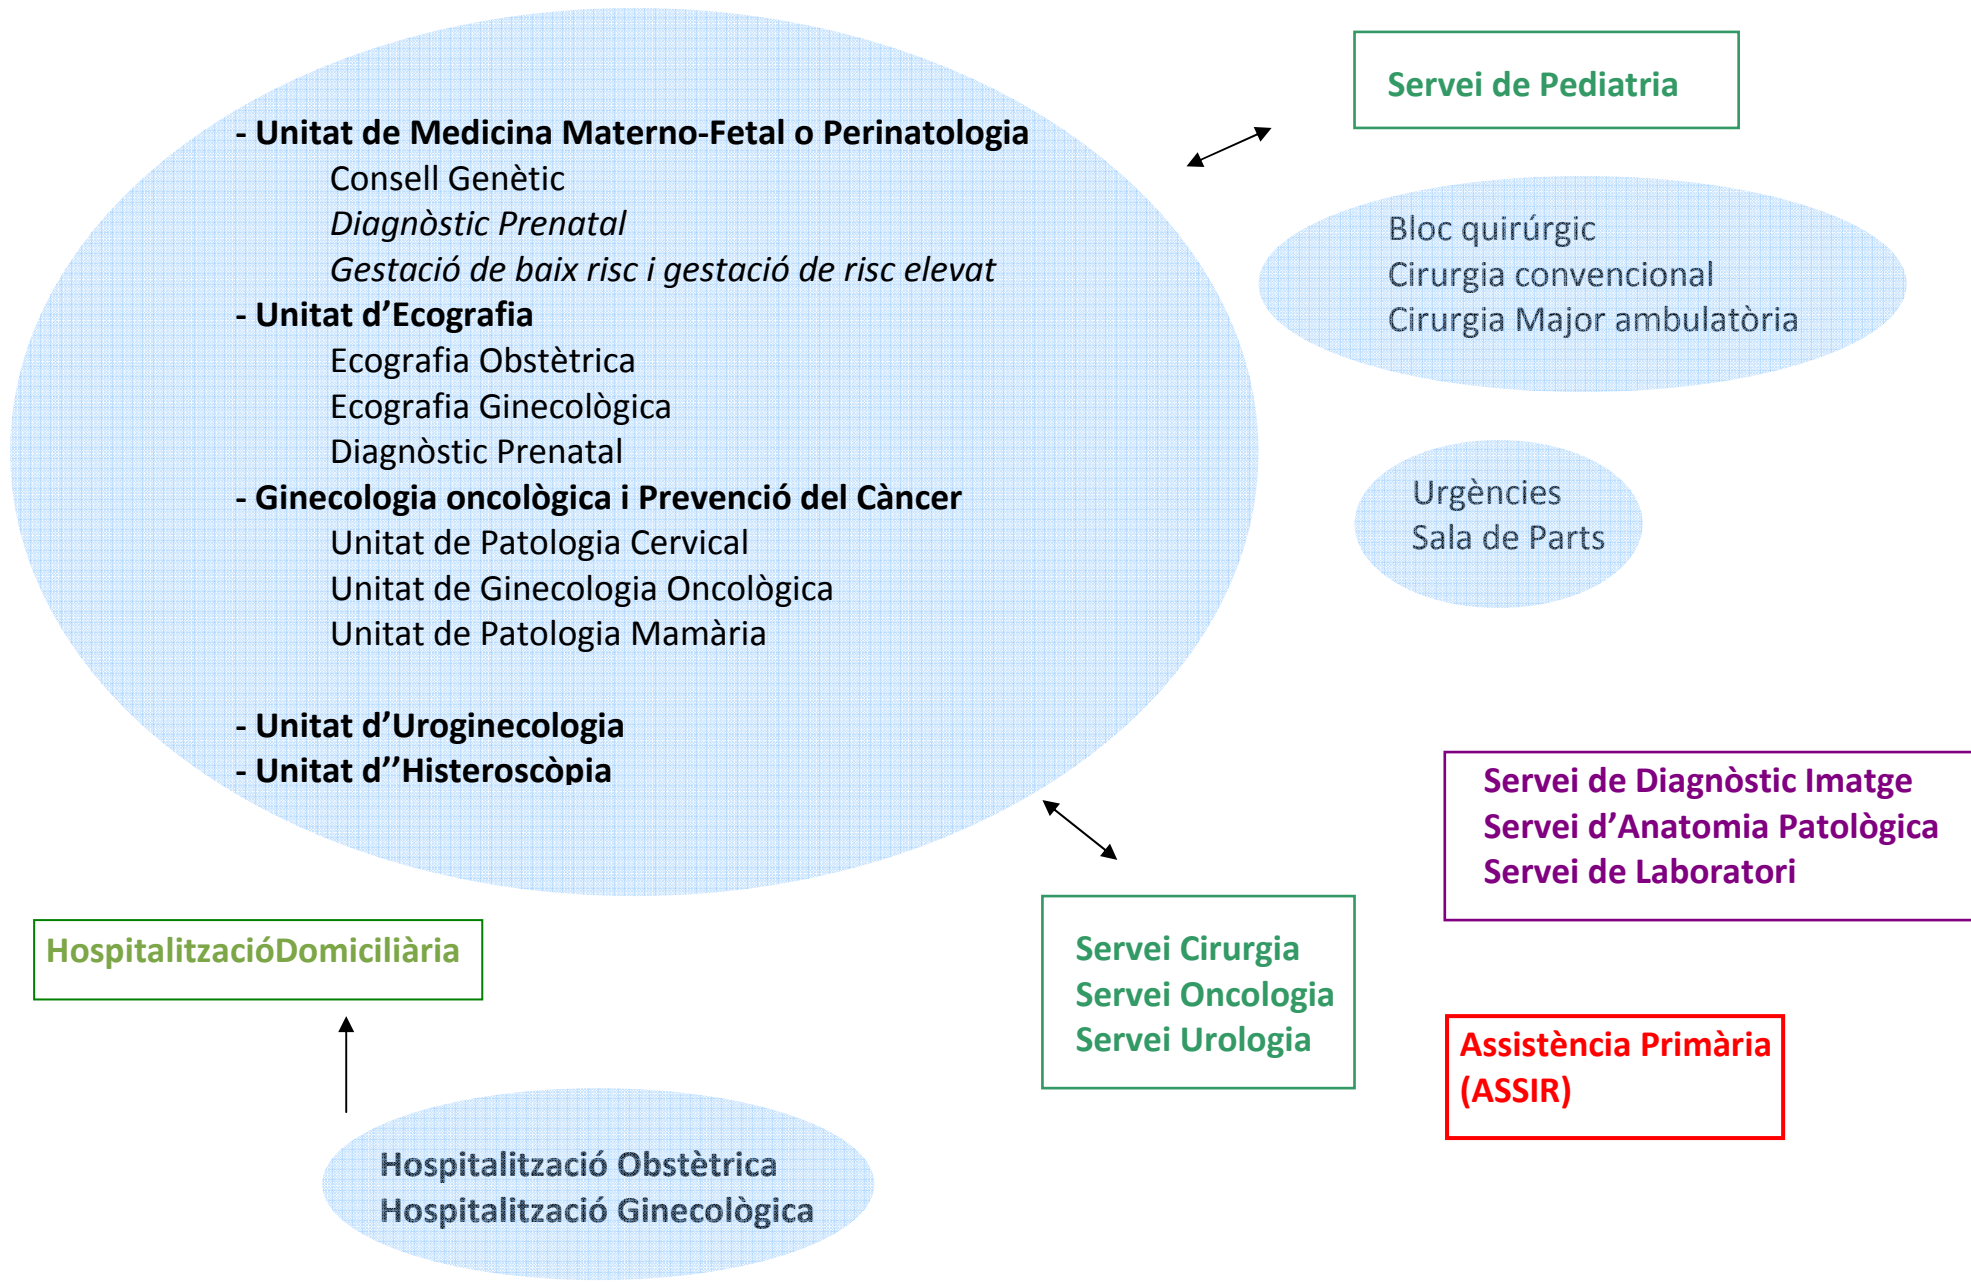 - Unitat de Medicina Materno-Fetal o Perinatologia
Consell Genètic
Diagnòstic Prenatal
Gestació de baix risc i gestació de risc elevat
- Unitat d’Ecografia
Ecografia Obstètrica
Ecografia Ginecològica
Diagnòstic Prenatal
- Ginecologia oncològica i Prevenció del Càncer
Unitat de Patologia Cervical
Unitat de Ginecologia Oncològica
Unitat de Patologia Mamària
- Unitat d’Uroginecologia
- Unitat d’’Histeroscòpia
Servei de Pediatria
Bloc quirúrgic
Cirurgia convencional
Cirurgia Major ambulatòria
Urgències
Sala de Parts
Servei de Diagnòstic Imatge
Servei d’Anatomia Patològica
Servei de Laboratori
HospitalitzacióDomiciliària
Servei Cirurgia
Servei Oncologia
Servei Urologia
Assistència Primària
(ASSIR)
Hospitalització Obstètrica
Hospitalització Ginecològica